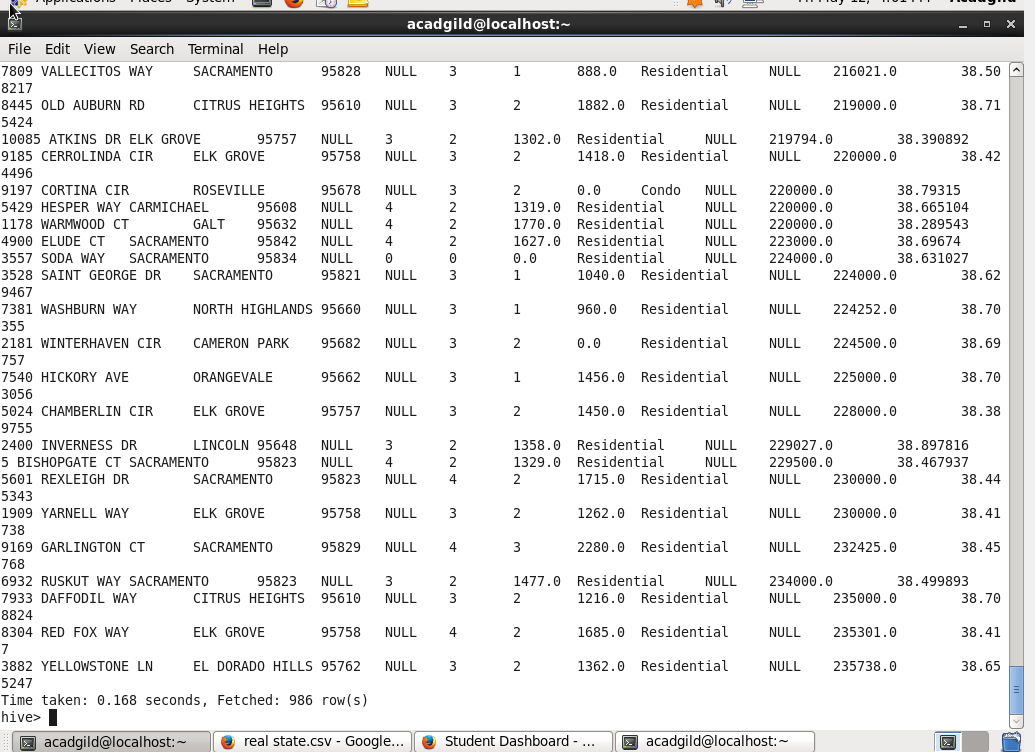 Applications Places System
acadgild@localhost:~
File Edit View Search Terminal Help
7809 VALLECITOS WAY SACRAMENTO 95828 NULL 3 1 888.0 Residential NULL 216021.0 38.50
8217
8445 OLD AUBURN RD CITRUS HEIGHTS 95610 NULL 3 2 1882.0 Residential NULL 219000.0 38.71
5424
10085 ATKINS DR ELK GROVE 95757 NULL 3 2 1302.0 Residential NULL 219794.0 38.390892
9185 CERROLINDA CIR ELK GROVE 95758 NULL 3 2 1418.0 Residential NULL 220000.0 38.42
4496
9197 CORTINA CIR ROSEVILLE 95678 NULL 3 2 0.0 Condo NULL 220000.0 38.79315
5429 HESPER WAY CARMICHAEL 95608 NULL 4 2 1319.0 Residential NULL 220000.0 38.665104
1178 WARMWOOD CT GALT 95632 NULL 4 2 1770.0 Residential NULL 220000.0 38.289543
4900 ELUDE CT SACRAMENTO 95842 NULL 4 2 1627.0 Residential NULL 223000.0 38.69674
3557 SODA WAY SACRAMENTO 95834 NULL 0 0 0.0 Residential NULL 224000.0 38.631027
3528 SAINT GEORGE DR SACRAMENTO 95821 NULL 3 1 1040.0 Residential NULL 224000.0 38.62
9467
7381 WASHBURN WAY NORTH HIGHLANDS 95660 NULL 3 1 960.0 Residential NULL 224252.0 38.70
355
2181 WINTERHAVEN CIR CAMERON PARK 95682 NULL 3 2 0.0 Residential NULL 224500.0 38.69
757
7540 HICKORY AVE ORANGEVALE 95662 NULL 3 1 1456.0 Residential NULL 225000.0 38.70
3056
5024 CHAMBERLIN CIR ELK GROVE 95757 NULL 3 2 1450.0 Residential NULL 228000.0 38.38
9755
2400 INVERNESS DR LINCOLN 95648 NULL 3 2 1358.0 Residential NULL 229027.0 38.897816
5 BISHOPGATE CT SACRAMENTO 95823 NULL 4 2 1329.0 Residential NULL 229500.0 38.467937
5601 REXLEIGH DR SACRAMENTO 95823 NULL 4 2 1715.0 Residential NULL 230000.0 38.44
5343
1909 YARNELL WAY ELK GROVE 95758 NULL 3 2 1262.0 Residential NULL 230000.0 38.41
738
9169 GARLINGTON CT SACRAMENTO 95829 NULL 4 3 2280.0 Residential NULL 232425.0 38.45
768
6932 RUSKUT WAY SACRAMENTO 95823 NULL 3 2 1477.0 Residential NULL 234000.0 38.499893
7933 DAFFODIL WAY CITRUS HEIGHTS 95610 NULL 3 2 1216.0 Residential NULL 235000.0 38.70
8824
8304 RED FOX WAY ELK GROVE 95758 NULL 4 2 1685.0 Residential NULL 235301.0 38.41
7
3882 YELLOWSTONE LN EL DORADO HILLS 95762 NULL 3 2 1362.0 Residential NULL 235738.0 38.65
5247
Time taken: 0.168 seconds, Fetched: 986 row(s)
hive>
acadgild@localhost:~ real state.csv - Google... Student Dashboard - ... acadgild@localhost:~